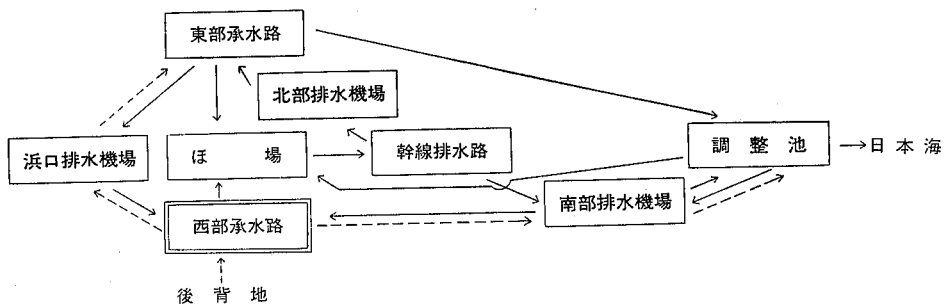 東部承水路
北部排水機場
浜口排水機場
ほ場
幹線排水路
調整池
日本海
南部排水機場
西部承水路
後背地